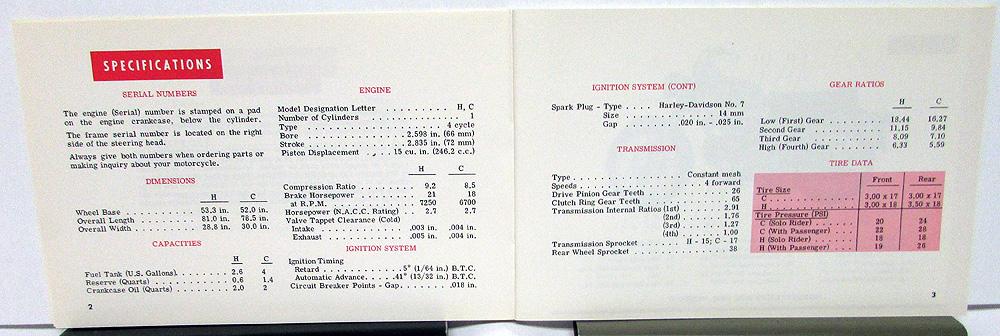 SPECIFICATIONS
SERIAL NUMBERS
The engine (Serial) number is stamped on a pad
on the engine crankcase, below the cylinder.
The frame serial number is located on the right
side of the steering head.
Always give both numbers when ordering parts or
making inquiry about your motorcycle.
DIMENSIONS
H C
Wheel Base . . . . . . . . . 53.3 in. 52.0 in.
Overall Length . . . . . . . 81.0 in. 78.5 in.
Overall Width . . . . . . . . 28.8 in. 30.0 in.
CAPACITIES
H C
Fuel Tank (U.S. Gallons). . . . . . 2.6 4
Reserve (Quarts) . . . . . . . . . 0.6 1.4
Crankcase Oil (Quarts) . . . . . . 2.0 2
2
ENGINE
Model Designation Letter . . . . . . . . . H, C
Number of Cylinders . . . . . . . . . . . . 1
Type . . . . . . . . . . . . . . . . . 4 cycle
Bore . . . . . . . . . . . . 2.598 in. (66 mm)
Stroke . . . . . . . . . . . 2.835 in. (72 mm)
Piston Displacement . . . . 15 cu. in. (246.2 c.c.)
H C
Compression Ratio . . . . . . . . 9.2 8.5
Brake Horsepower . . . . . . . . 21 18
at R.P.M. . . . . . . . . . . . 7250 6700
Horsepower (N.A.C.C. Rating) . . 2.7 2.7
Valve Tappet Clearance (Cold)
Intake . . . . . . . . . . . .003 in. .004 in.
Exhaust . . . . . . . . . . .005 in. .004 in.
IGNITION SYSTEM
Ignition Timing
Retard . . . . . . . . . .5° (1/64 in.) B.T.C.
Automatic Advance. . . . .41° (13/32 in.) B.T.C.
Circuit Breaker Points - Gap. . . . . . .018 in.
IGNITION SYSTEM (CONT)
Spark Plug - Type . . . . Harley-Davidson No. 7
Size . . . . . . . . . . . . . 14 mm
Gap . . . . . . .020 in. - .025 in.
TRANSMISSION
Type . . . . . . . . . . . . . . Constant mesh
Speeds . . . . . . . . . . . . . . . 4 forward
Drive Pinion Gear Teeth . . . . . . . . . . 26
Clutch Ring Gear Teeth . . . . . . . . . . 65
Transmission Internal Ratios (1st) . . . . . 2.91
(2nd) . . . . . 1.76
(3rd) . . . . . 1.27
(4th) . . . . . 1.00
Transmission Sprocket . . . . . H - 15; C - 17
Rear Wheel Sprocket . . . . . . . . . . . . 38
GEAR RATIOS
H C
Low (First) Gear . . . . . . . . . 18.44 16.27
Second Gear . . . . . . . . . . . 11.15 9.84
Third Gear . . . . . . . . . . . . 8.09 7.10
High (Fourth) Gear . . . . . . . . 6.33 5.59
TIRE DATA
Front Rear
Tire Size
C . . . . . . . . . . . . 3.00 x 17 3.00 x 17
H . . . . . . . . . . . . 3.00 x 18 3.50 x 18
Tire Pressure (PSI)
C (Solo Rider) . . . . . . 20 24
C (With Passenger) . . . . 22 28
H (Solo Rider) . . . . . . 18 18
H (With Passenger) . . . . 19 26
3